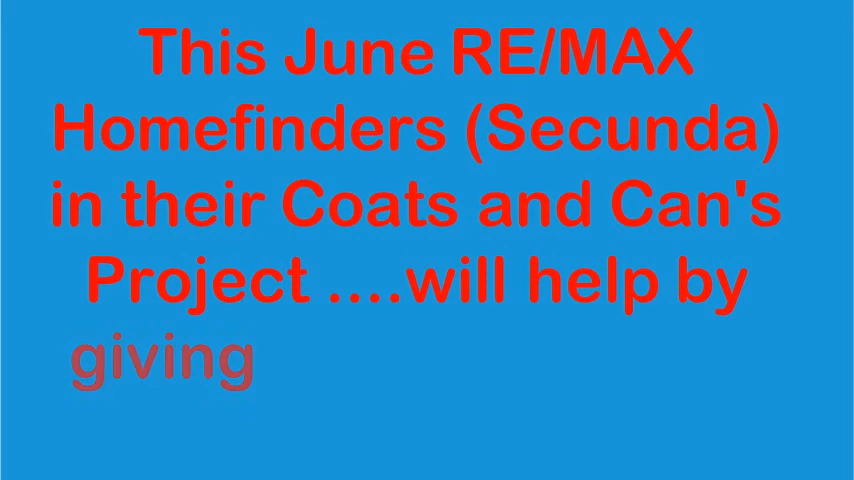 This June RE/MAX
Homefinders (Secunda)
in their Coats and Can's
Project ....will help by
giving